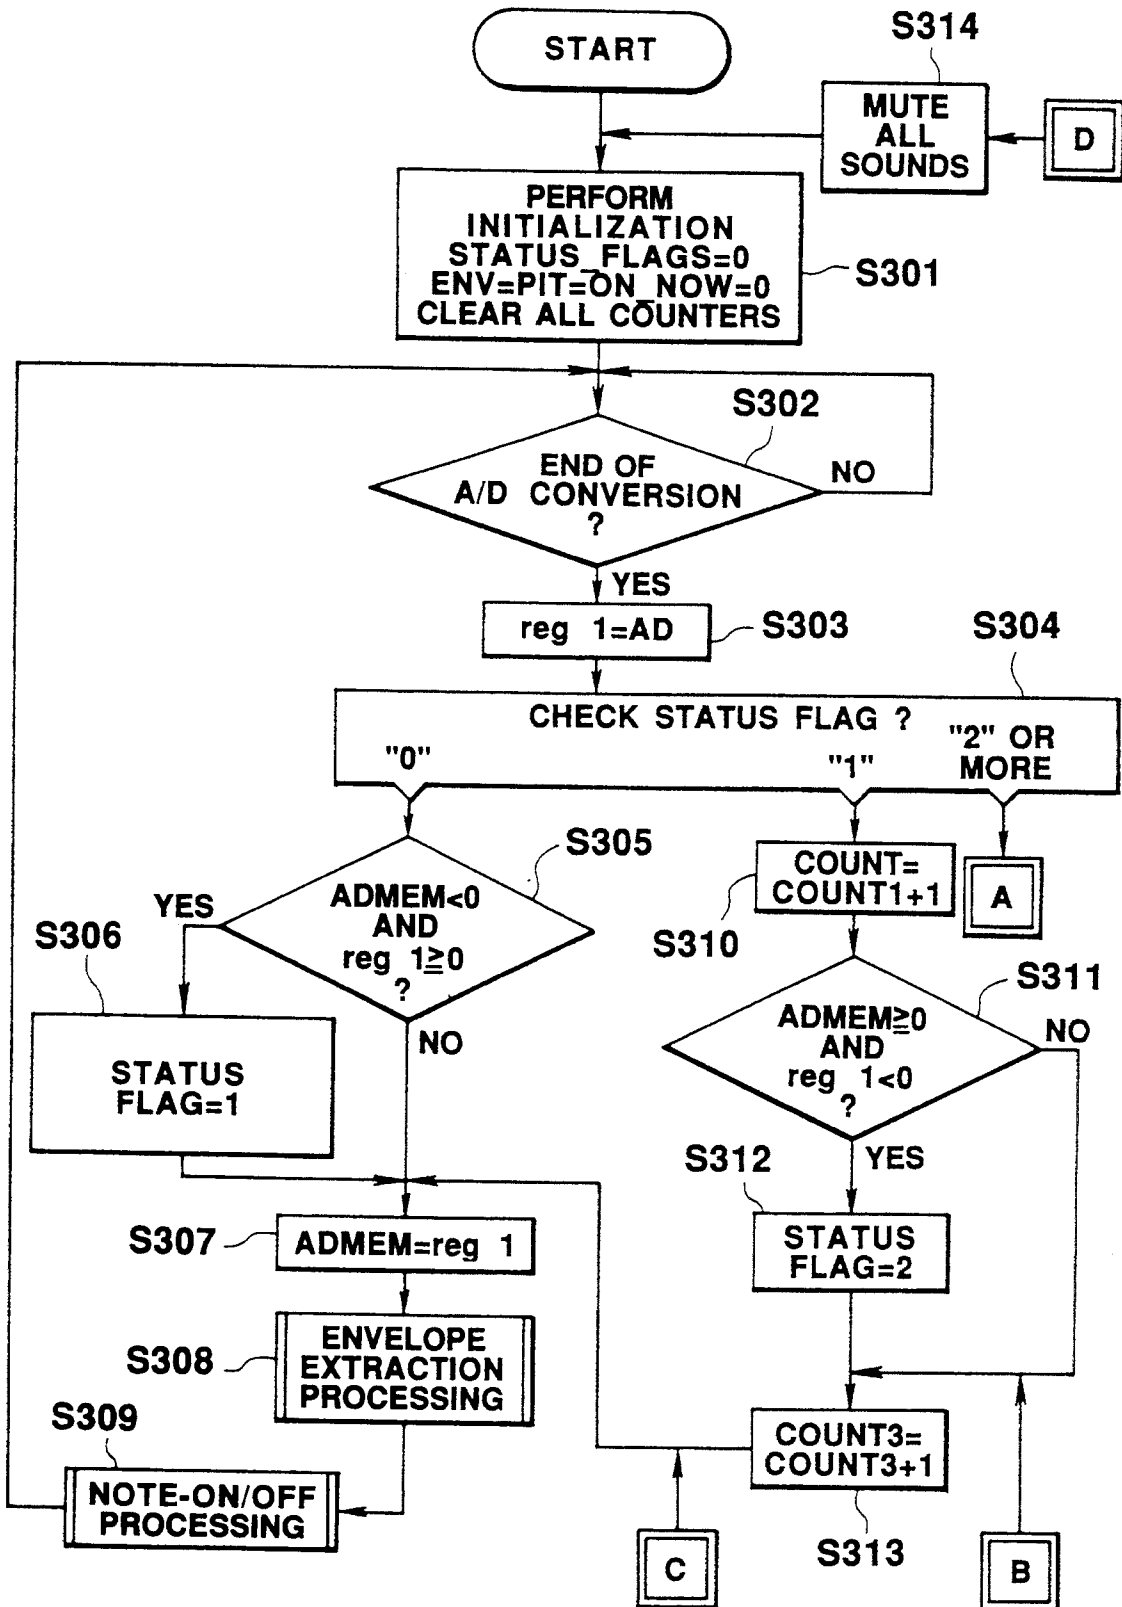 START
S314
MUTE
ALL
SOUNDS
D
PERFORM
INITIALIZATION
STATUS_FLAGS=0
ENV=PIT=ON_NOW=0
CLEAR ALL COUNTERS
S301
S302
END OF
A/D CONVERSION
?
NO
YES
reg 1=AD
S303
S304
CHECK STATUS FLAG ?
"0"
"1"
"2" OR
MORE
S305
ADMEM<0
AND
reg 1≧0
?
YES
NO
S306
STATUS
FLAG=1
COUNT=
COUNT1+1
S310
A
S311
ADMEM≧0
AND
reg 1<0
?
NO
YES
S312
STATUS
FLAG=2
S307
ADMEM=reg 1
S308
ENVELOPE
EXTRACTION
PROCESSING
S309
NOTE-ON/OFF
PROCESSING
COUNT3=
COUNT3+1
S313
C
B